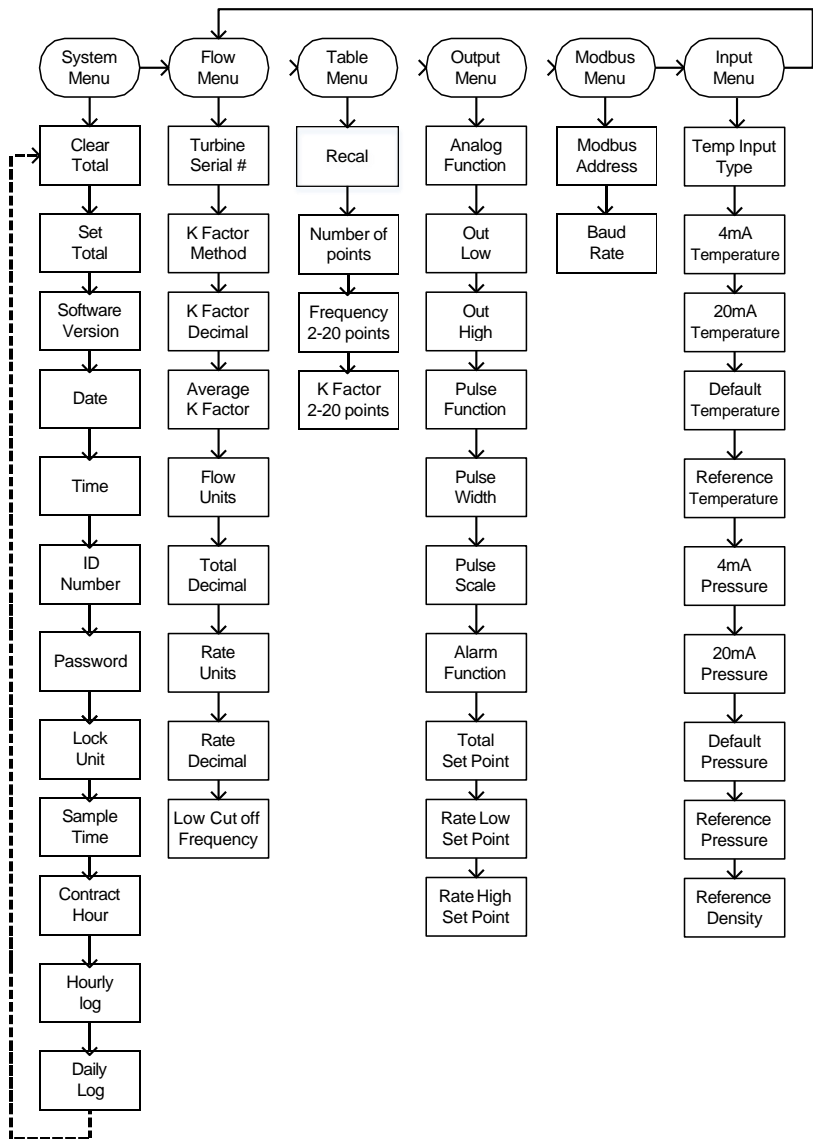 System
Menu
Flow
Menu
Table
Menu
Output
Menu
Modbus
Menu
Input
Menu
Clear
Total
Set
Total
Software
Version
Date
Time
ID
Number
Password
Lock
Unit
Sample
Time
Contract
Hour
Hourly
log
Daily
Log
Turbine
Serial #
K Factor
Method
K Factor
Decimal
Average
K Factor
Flow
Units
Total
Decimal
Rate
Units
Rate
Decimal
Low Cut off
Frequency
Recal
Number of
points
Frequency
2-20 points
K Factor
2-20 points
Analog
Function
Out
Low
Out
High
Pulse
Function
Pulse
Width
Pulse
Scale
Alarm
Function
Total
Set Point
Rate Low
Set Point
Rate High
Set Point
Modbus
Address
Baud
Rate
Temp Input
Type
4mA
Temperature
20mA
Temperature
Default
Temperature
Reference
Temperature
4mA
Pressure
20mA
Pressure
Default
Pressure
Reference
Pressure
Reference
Density